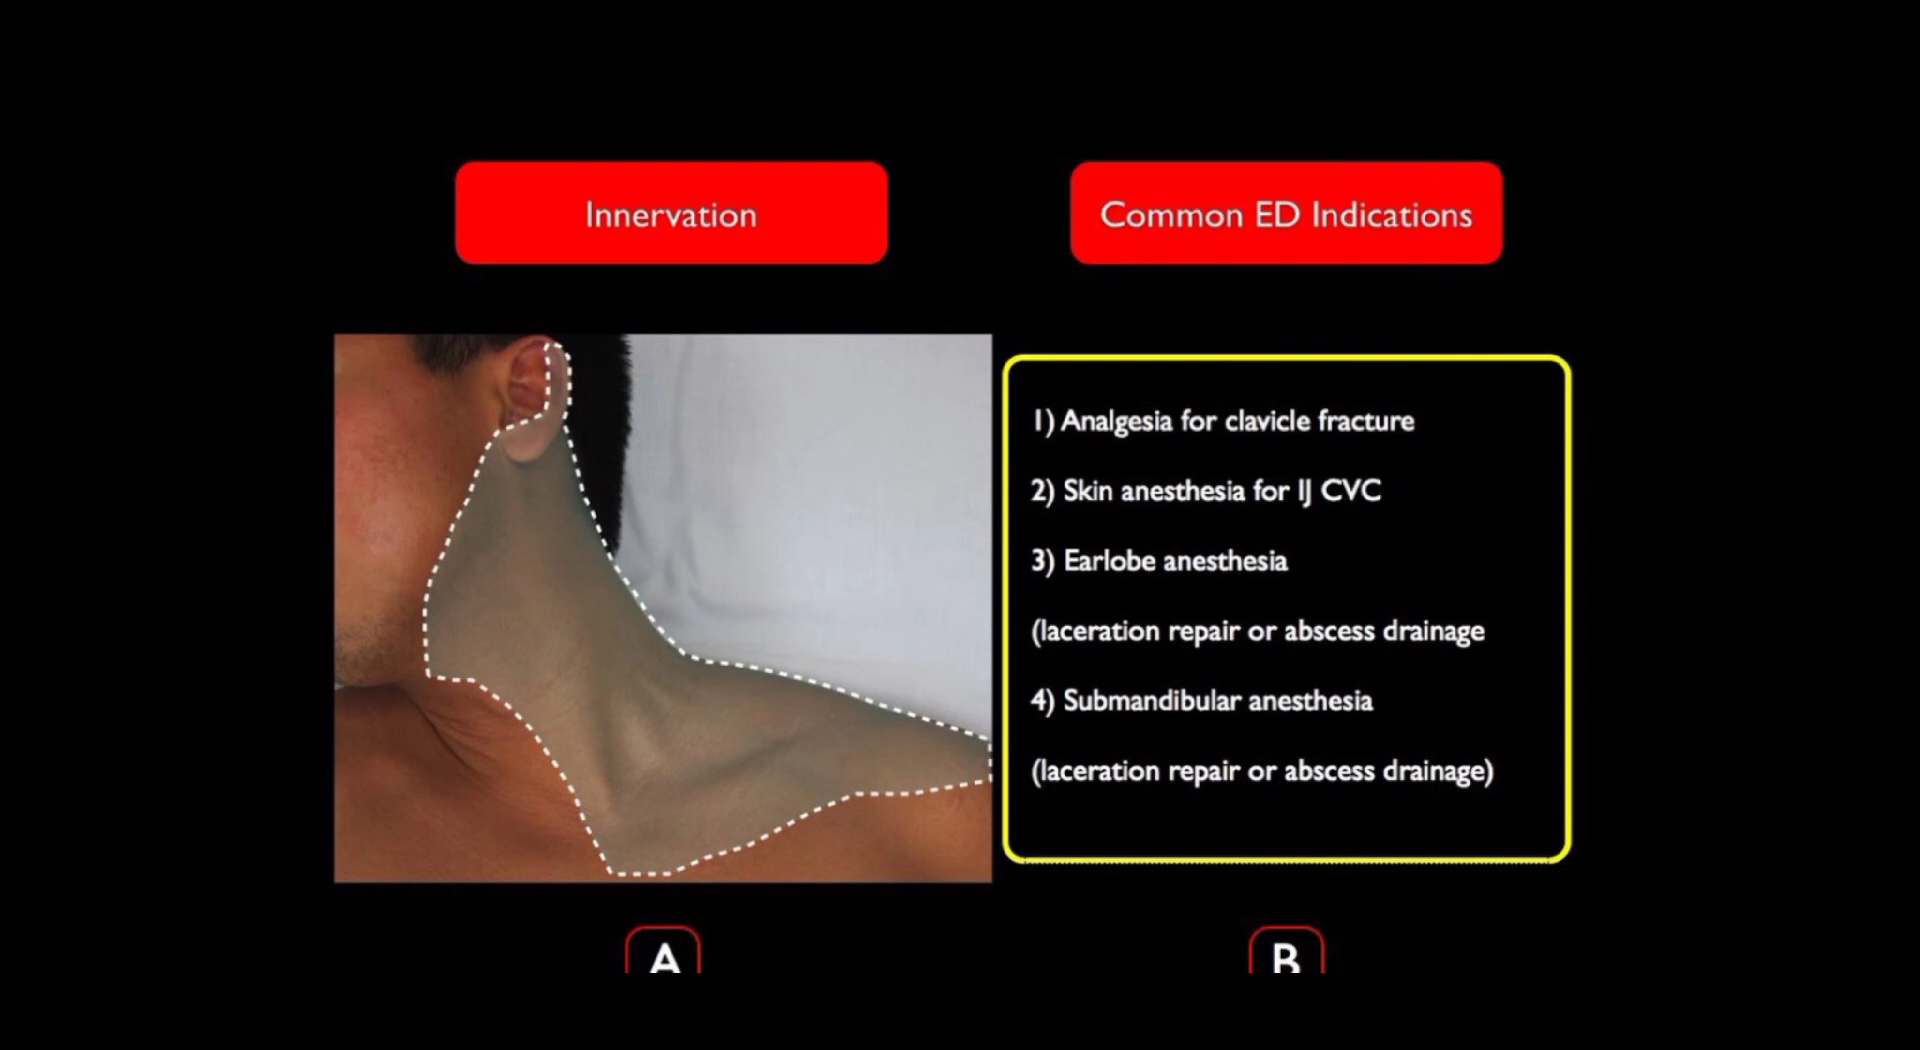 Innervation
Common ED Indications
1) Analgesia for clavicle fracture
2) Skin anesthesia for IJ CVC
3) Earlobe anesthesia
(laceration repair or abscess drainage
4) Submandibular anesthesia
(laceration repair or abscess drainage)
A
B